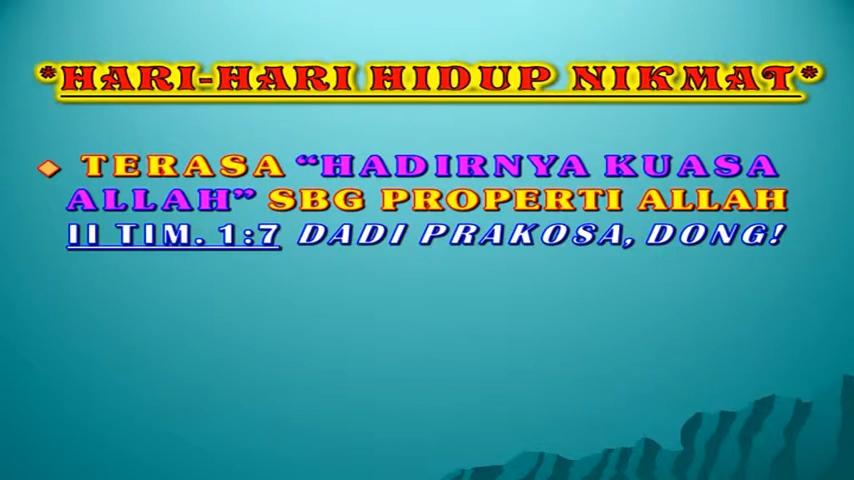 *HARI-HARI HIDUP NIKMAT*
TERASA “HADIRNYA KUASA
ALLAH” SBG PROPERTI ALLAH
II TIM. 1:7 DADI PRAKOSA, DONG!